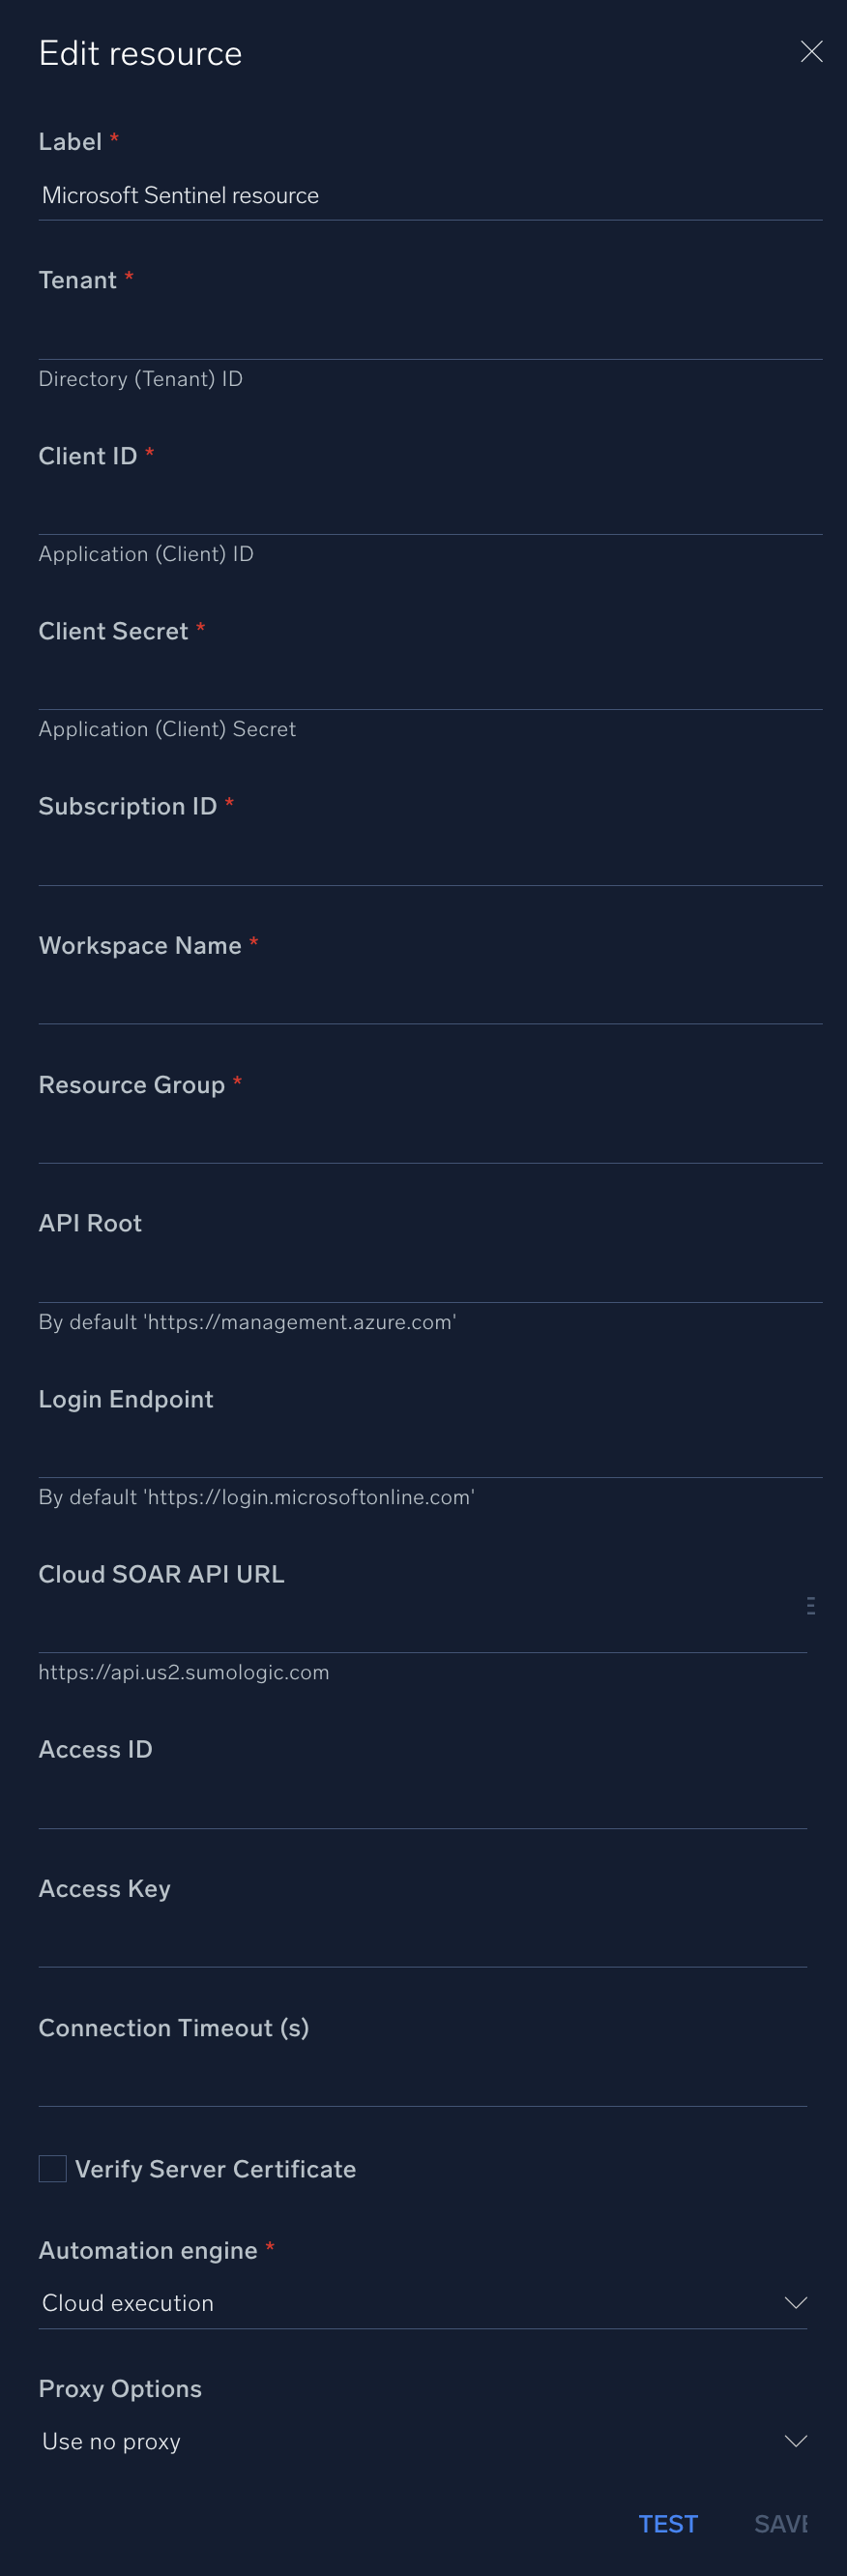 Edit resource
Label *
Microsoft Sentinel resource
Tenant *
Directory (Tenant) ID
Client ID *
Application (Client) ID
Client Secret *
Application (Client) Secret
Subscription ID *
Workspace Name *
Resource Group *
API Root
By default 'https://management.azure.com'
Login Endpoint
By default 'https://login.microsoftonline.com'
Cloud SOAR API URL
https://api.us2.sumologic.com
Access ID
Access Key
Connection Timeout (s)
Verify Server Certificate
Automation engine *
Cloud execution
Proxy Options
Use no proxy
TEST SAVE